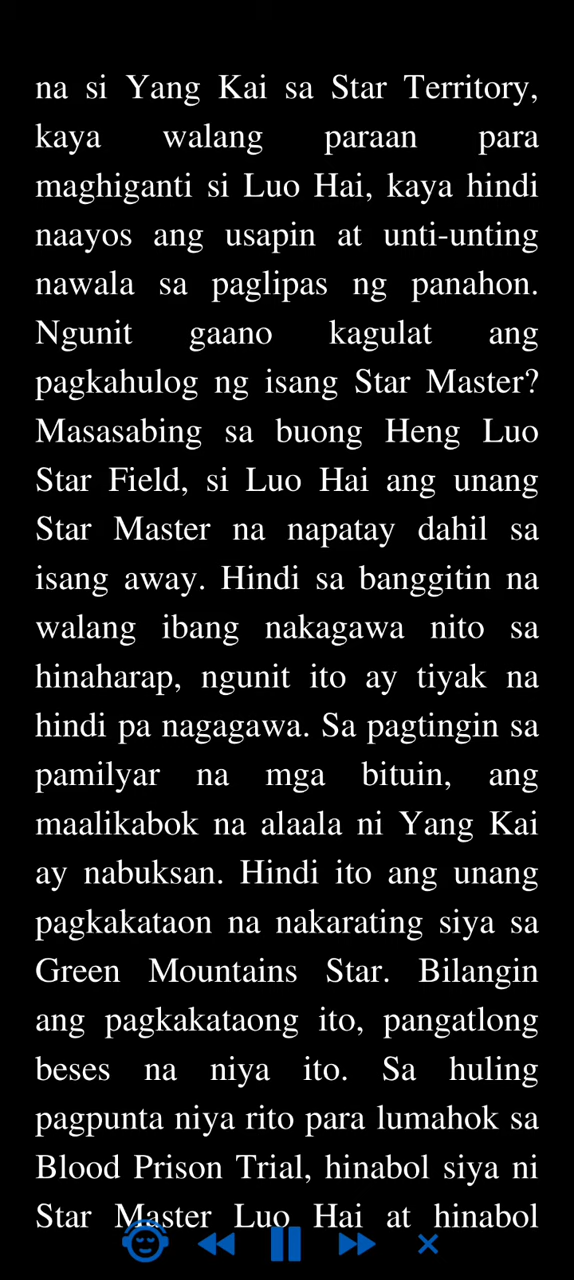 na si Yang Kai sa Star Territory,
kaya walang paraan para
maghiganti si Luo Hai, kaya hindi
naayos ang usapin at unti-unting
nawala sa paglipas ng panahon.
Ngunit gaano kagulat ang
pagkahulog ng isang Star Master?
Masasabing sa buong Heng Luo
Star Field, si Luo Hai ang unang
Star Master na napatay dahil sa
isang away. Hindi sa banggitin na
walang ibang nakagawa nito sa
hinaharap, ngunit ito ay tiyak na
hindi pa nagagawa. Sa pagtingin sa
pamilyar na mga bituin, ang
maalikabok na alaala ni Yang Kai
ay nabuksan. Hindi ito ang unang
pagkakataon na nakarating siya sa
Green Mountains Star. Bilangin
ang pagkakataong ito, pangatlong
beses na niya ito. Sa huling
pagpunta niya rito para lumahok sa
Blood Prison Trial, hinabol siya ni
Star Master Luo Hai at hinabol